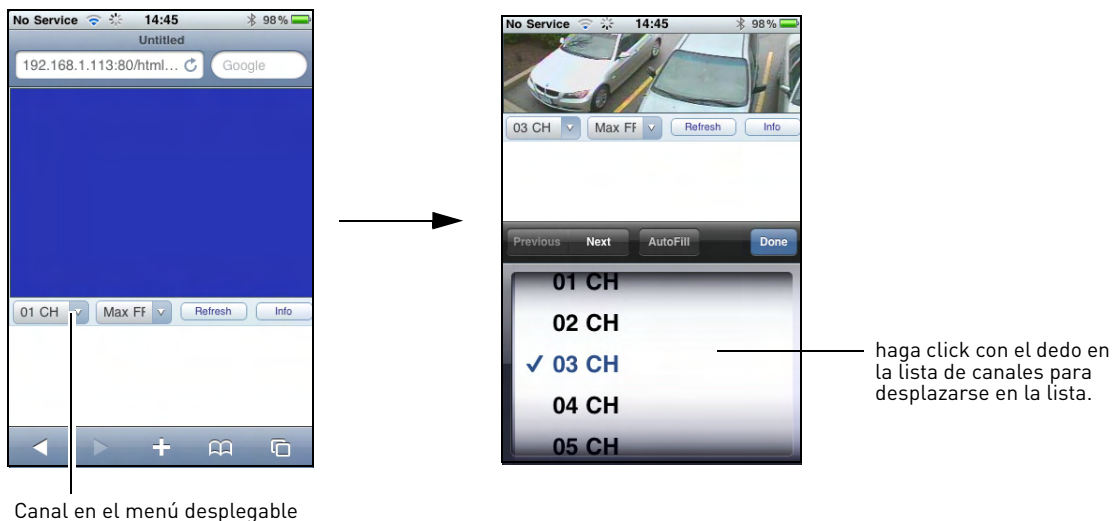 No Service 14:45 98%
Untitled
192.168.1.113:80/html... Google
01 CH Max FF Refresh Info
Canal en el menú desplegable
No Service 14:45 98%
03 CH Max FF Refresh Info
Previous Next AutoFill Done
01 CH
02 CH
✓ 03 CH
04 CH
05 CH
haga click con el dedo en
la lista de canales para
desplazarse en la lista.